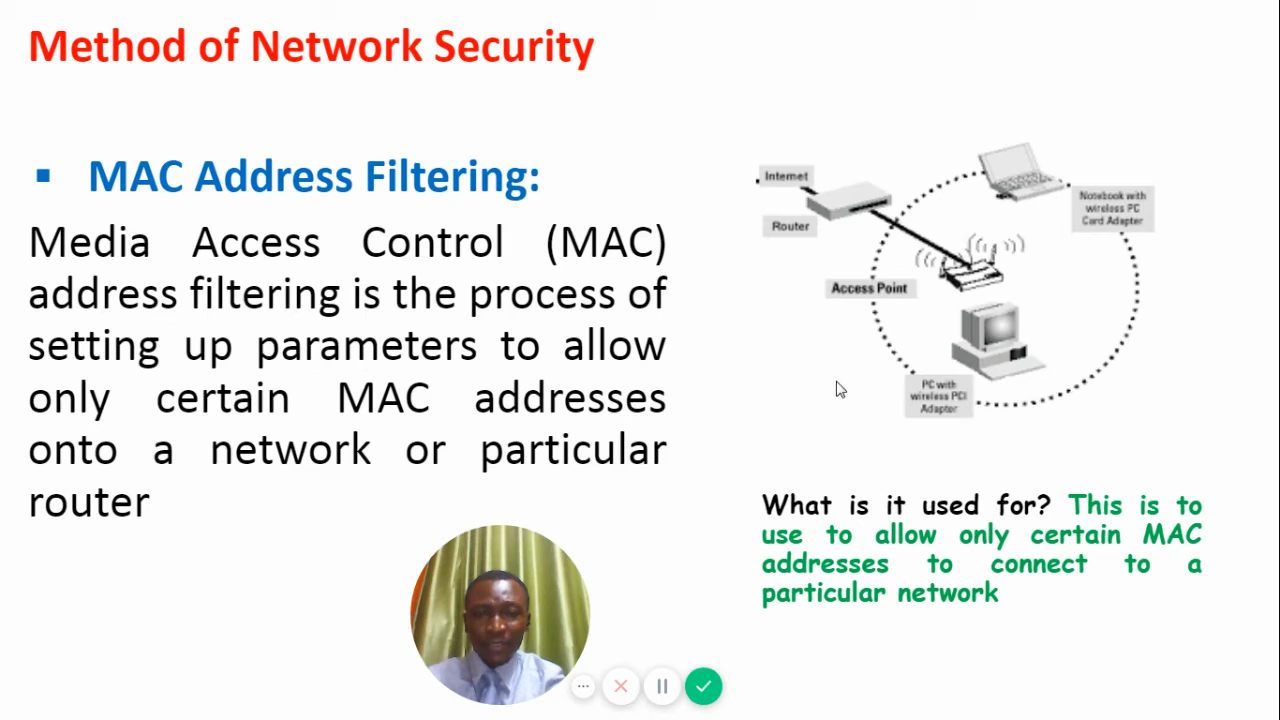 Method of Network Security
▪ MAC Address Filtering:
Media Access Control (MAC)
address filtering is the process of
setting up parameters to allow
only certain MAC addresses
onto a network or particular
router
Internet
Router
Access Point
Notebook with
wireless PC
Card Adapter
PC with
wireless PCI
Adapter
What is it used for? This is to
use to allow only certain MAC
addresses to connect to a
particular network